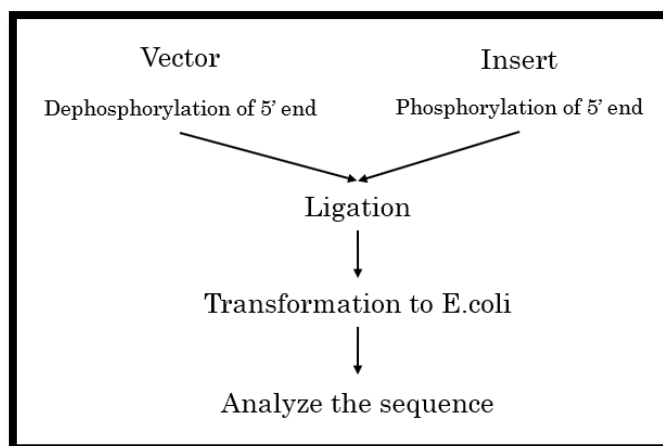 Vector
Insert
Dephosphorylation of 5’ end
Phosphorylation of 5’ end
Ligation
Transformation to E.coli
Analyze the sequence